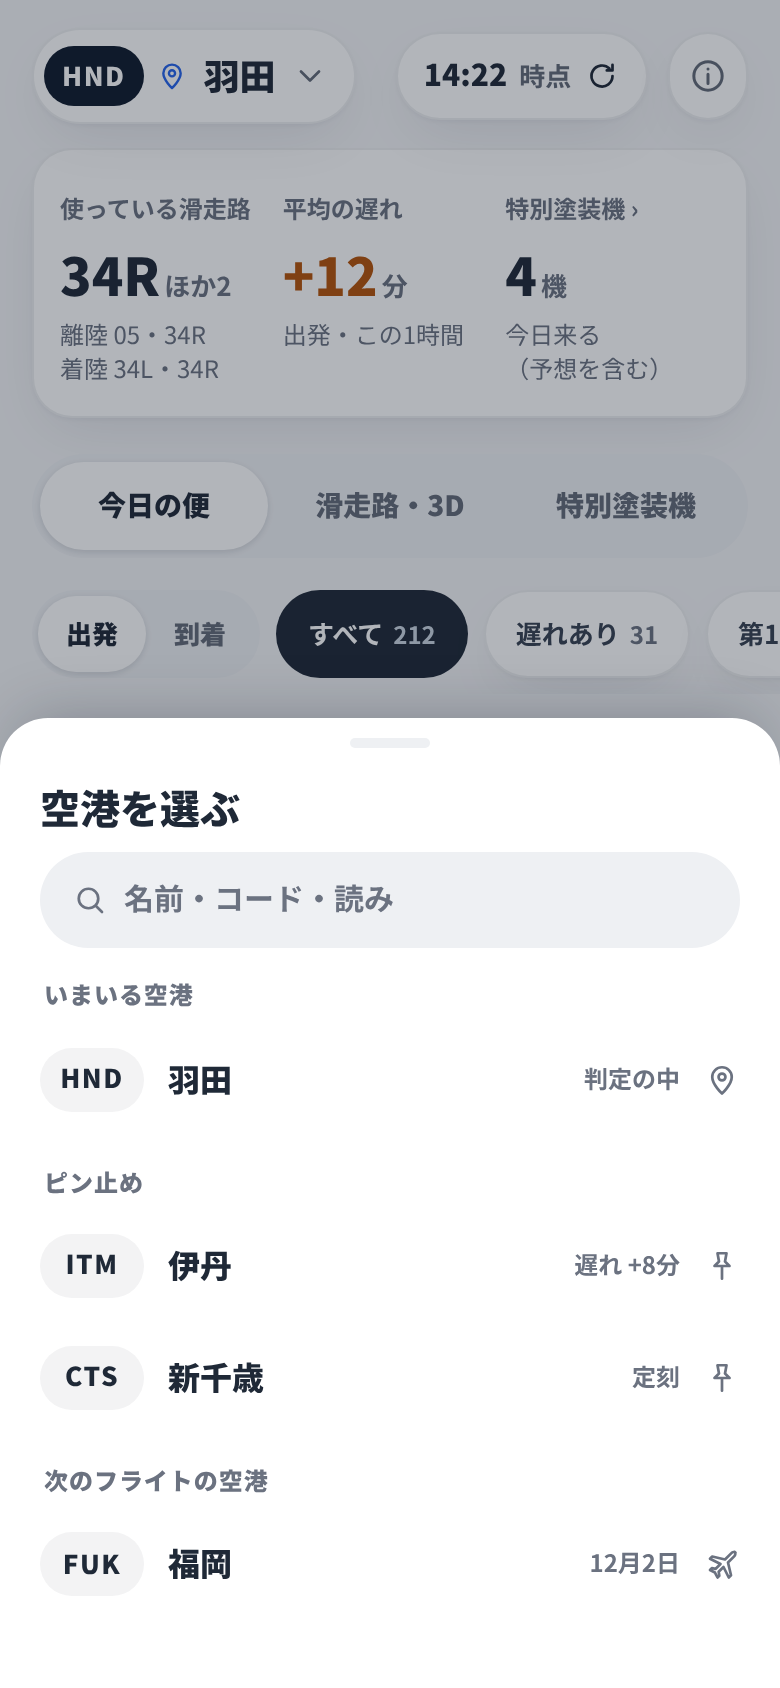 HND 羽田 14:22 時点
使っている滑走路 平均の遅れ 特別塗装機 ›
34R ほか2 +12 分 4 機
離陸 05・34R 出発・この1時間 今日来る
着陸 34L・34R (予想を含む)
今日の便 滑走路・3D 特別塗装機
出発 到着 すべて 212 遅れあり 31 第1
空港を選ぶ
名前・コード・読み
いまいる空港
HND 羽田 判定の中
ピン止め
ITM 伊丹 遅れ +8分
CTS 新千歳 定刻
次のフライトの空港
FUK 福岡 12月2日